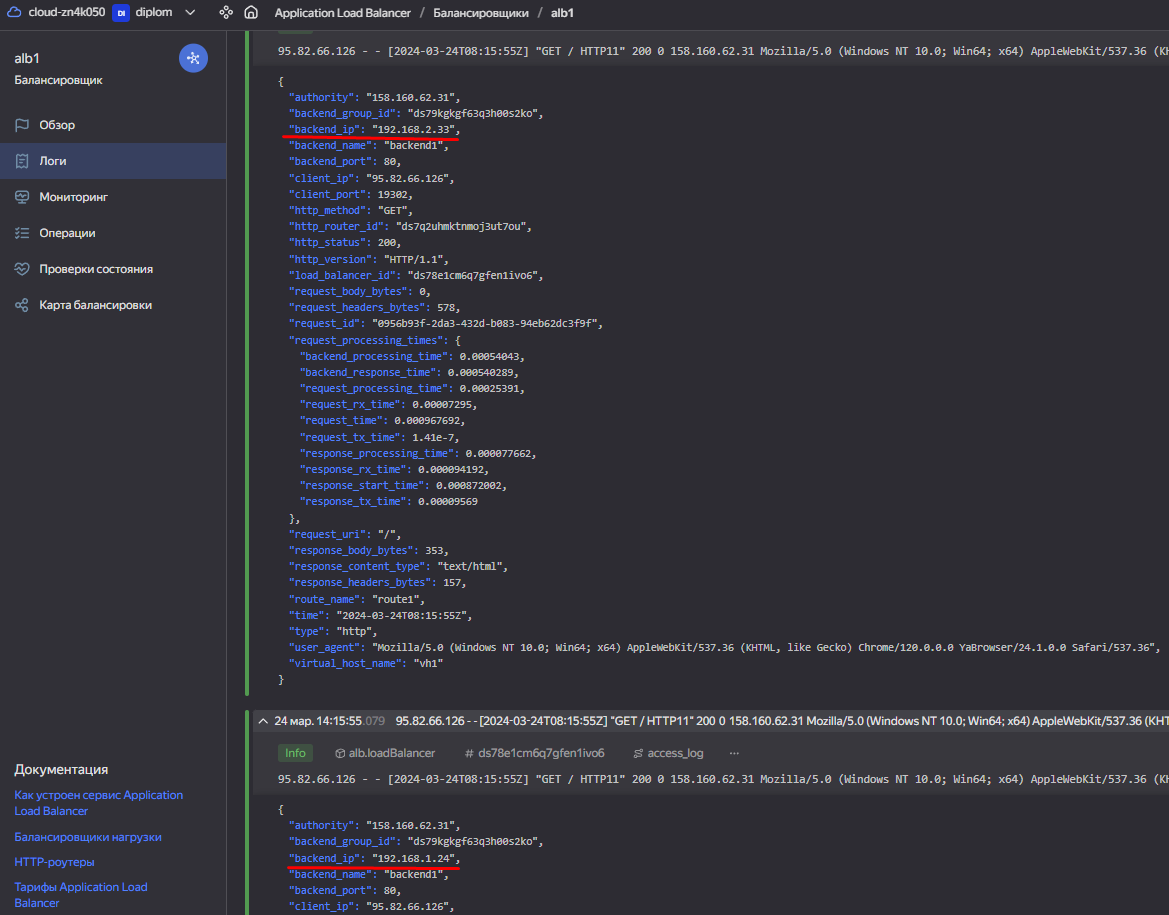 cloud-zn4k050 DI diplom Application Load Balancer / Балансировщики / alb1
alb1
Балансировщик
Обзор
Логи
Мониторинг
Операции
Проверки состояния
Карта балансировки
Документация
Как устроен сервис Application
Load Balancer
Балансировщики нагрузки
HTTP-роутеры
Тарифы Application Load
Balancer
95.82.66.126 - - [2024-03-24T08:15:55Z] "GET / HTTP11" 200 0 158.160.62.31 Mozilla/5.0 (Windows NT 10.0; Win64; x64) AppleWebKit/537.36 (KH
{
"authority": "158.160.62.31",
"backend_group_id": "ds79kgkgf63q3h00s2ko",
"backend_ip": "192.168.2.33",
"backend_name": "backend1",
"backend_port": 80,
"client_ip": "95.82.66.126",
"client_port": 19302,
"http_method": "GET",
"http_router_id": "ds7q2uhmktnmoj3ut7ou",
"http_status": 200,
"http_version": "HTTP/1.1",
"load_balancer_id": "ds78e1cm6q7gfen1ivo6",
"request_body_bytes": 0,
"request_headers_bytes": 578,
"request_id": "0956b93f-2da3-432d-b083-94eb62dc3f9f",
"request_processing_times": {
"backend_processing_time": 0.00054043,
"backend_response_time": 0.000540289,
"request_processing_time": 0.00025391,
"request_rx_time": 0.00007295,
"request_time": 0.000967692,
"request_tx_time": 1.41e-7,
"response_processing_time": 0.000077662,
"response_rx_time": 0.000094192,
"response_start_time": 0.000872002,
"response_tx_time": 0.00009569
},
"request_uri": "/",
"response_body_bytes": 353,
"response_content_type": "text/html",
"response_headers_bytes": 157,
"route_name": "route1",
"time": "2024-03-24T08:15:55Z",
"type": "http",
"user_agent": "Mozilla/5.0 (Windows NT 10.0; Win64; x64) AppleWebKit/537.36 (KHTML, like Gecko) Chrome/120.0.0.0 YaBrowser/24.1.0.0 Safari/537.36",
"virtual_host_name": "vh1"
}
24 мар. 14:15:55.079 95.82.66.126 - - [2024-03-24T08:15:55Z] "GET / HTTP11" 200 0 158.160.62.31 Mozilla/5.0 (Windows NT 10.0; Win64; x64) AppleWebKit/537.36 (KHT
Info alb.loadBalancer # ds78e1cm6q7gfen1ivo6 access_log ...
95.82.66.126 - - [2024-03-24T08:15:55Z] "GET / HTTP11" 200 0 158.160.62.31 Mozilla/5.0 (Windows NT 10.0; Win64; x64) AppleWebKit/537.36 (KH
{
"authority": "158.160.62.31",
"backend_group_id": "ds79kgkgf63q3h00s2ko",
"backend_ip": "192.168.1.24",
"backend_name": "backend1",
"backend_port": 80,
"client_ip": "95.82.66.126",